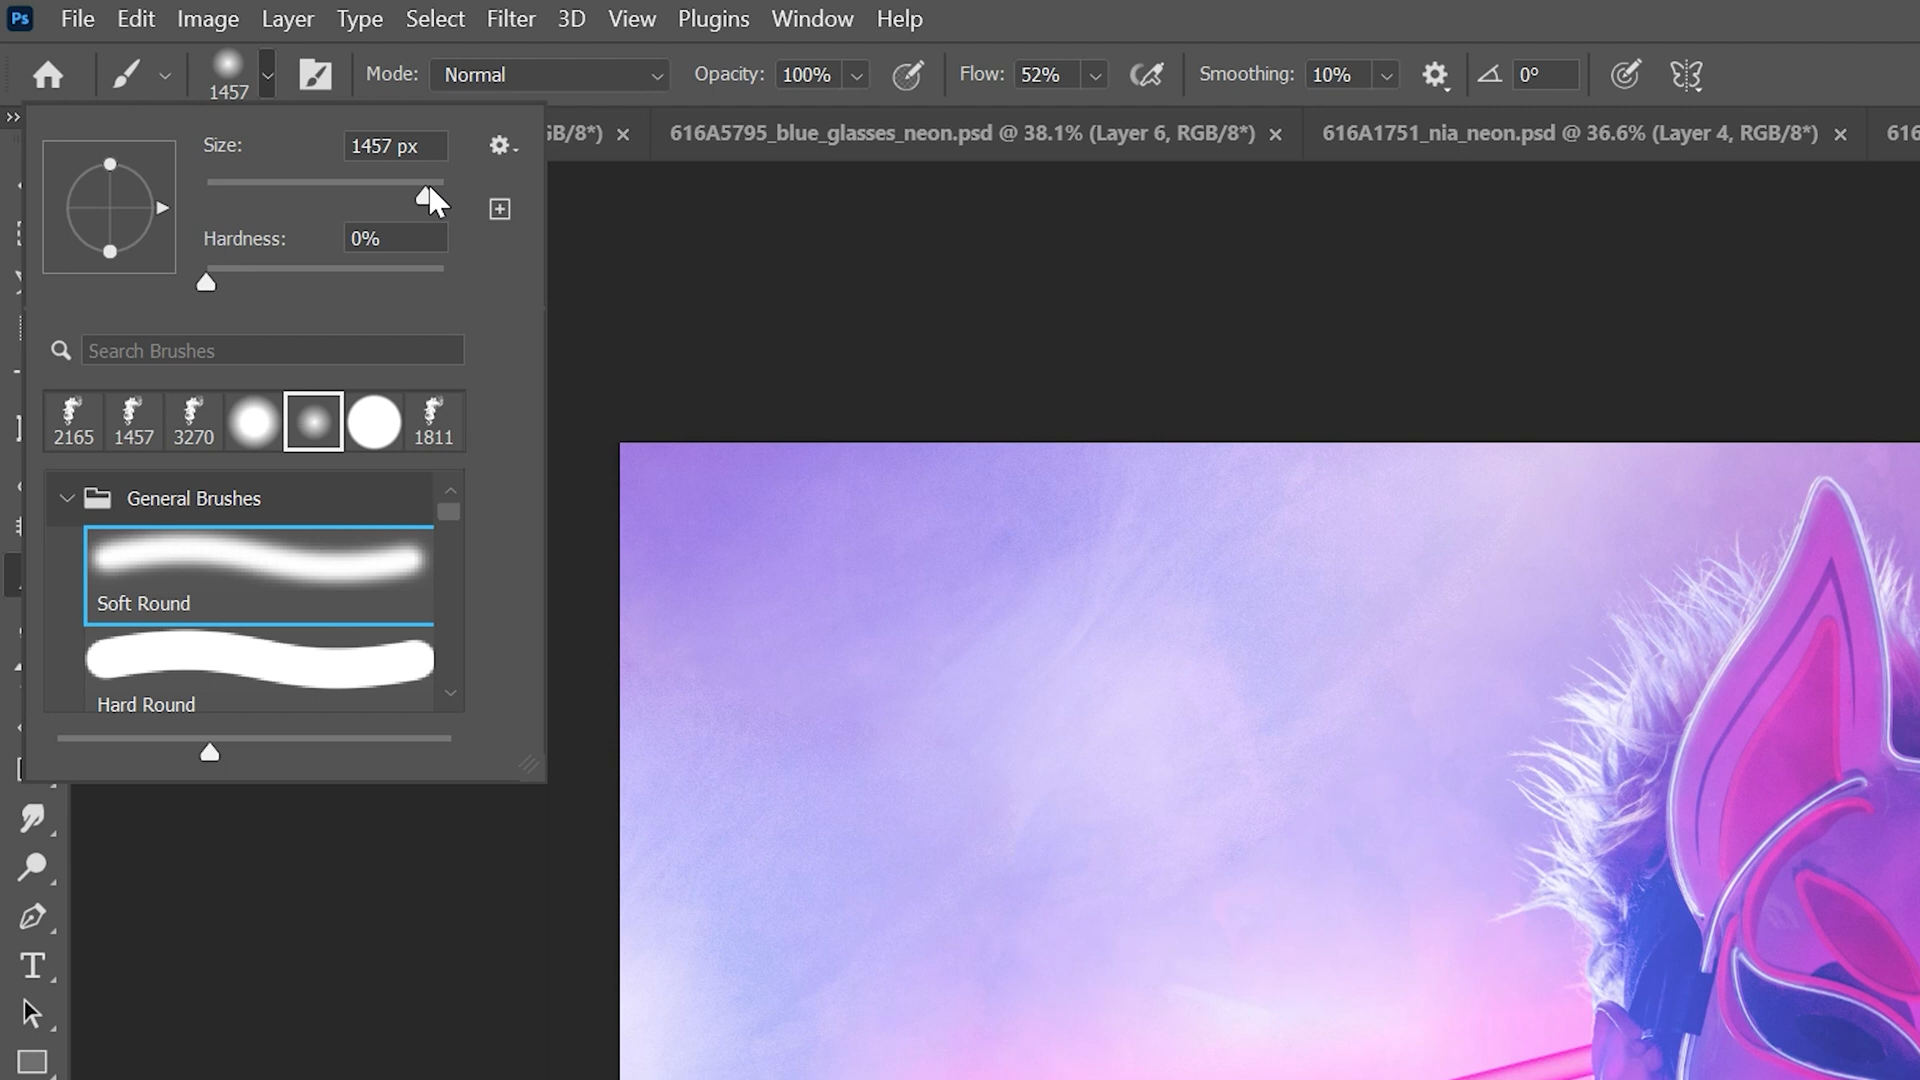 Ps File Edit Image Layer Type Select Filter 3D View Plugins Window Help
1457 Mode: Normal Opacity: 100% Flow: 52% Smoothing: 10% 0°
GB/8*) × 616A5795_blue_glasses_neon.psd @ 38.1% (Layer 6, RGB/8*) × 616A1751_nia_neon.psd @ 36.6% (Layer 4, RGB/8*) × 616
Size: 1457 px
Hardness: 0%
Search Brushes
2165 1457 3270 1811
General Brushes
Soft Round
Hard Round
T